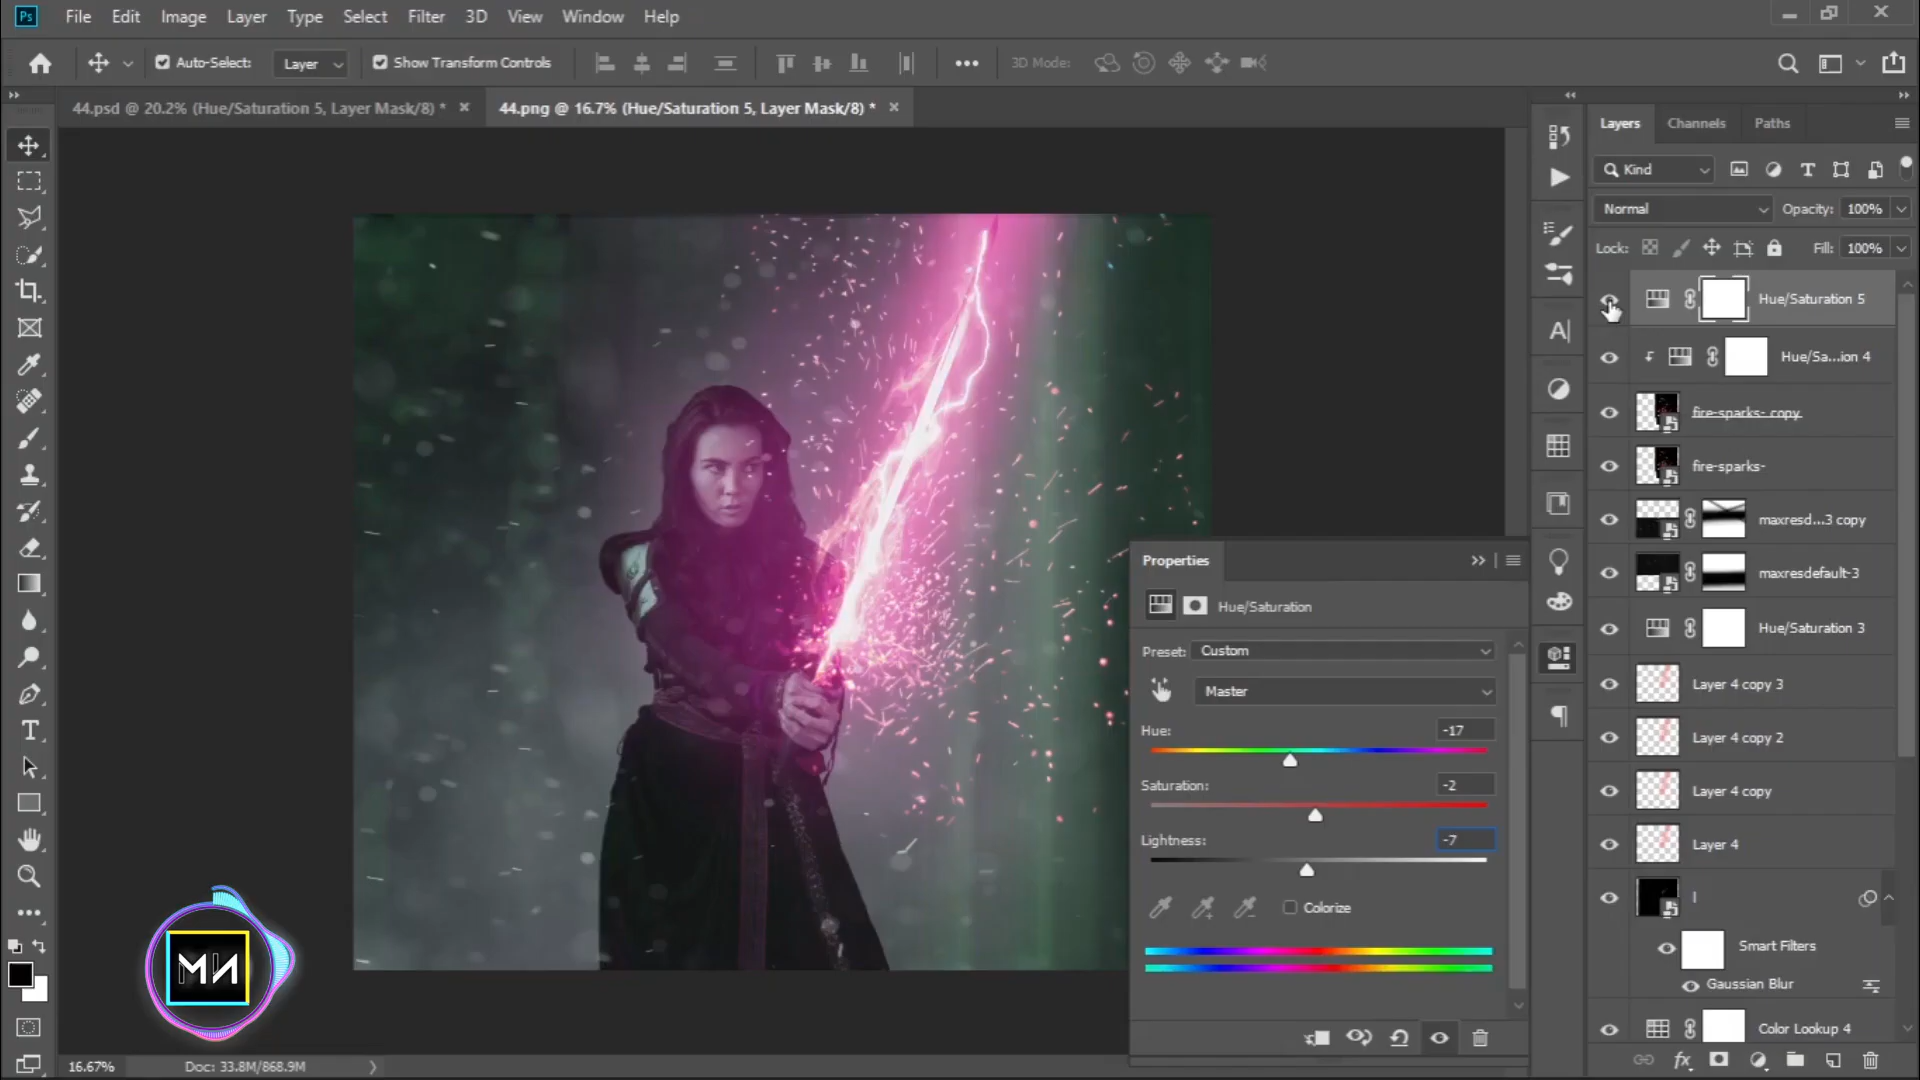 Ps File Edit Image Layer Type Select Filter 3D View Window Help
Auto-Select: Layer Show Transform Controls 3D Mode:
44.psd @ 20.2% (Hue/Saturation 5, Layer Mask/8) * 44.png @ 16.7% (Hue/Saturation 5, Layer Mask/8) *
Layers Channels Paths
Kind
Normal Opacity: 100%
Lock: Fill: 100%
Hue/Saturation 5
Hue/Sa...ion 4
fire-sparks- copy
fire-sparks-
maxresd...3 copy
maxresdefault-3
Hue/Saturation 3
Layer 4 copy 3
Layer 4 copy 2
Layer 4 copy
Layer 4
l
Smart Filters
Gaussian Blur
Color Lookup 4
Properties
Hue/Saturation
Preset: Custom
Master
Hue: -17
Saturation: -2
Lightness: -7
Colorize
16.67% Doc: 33.8M/868.9M